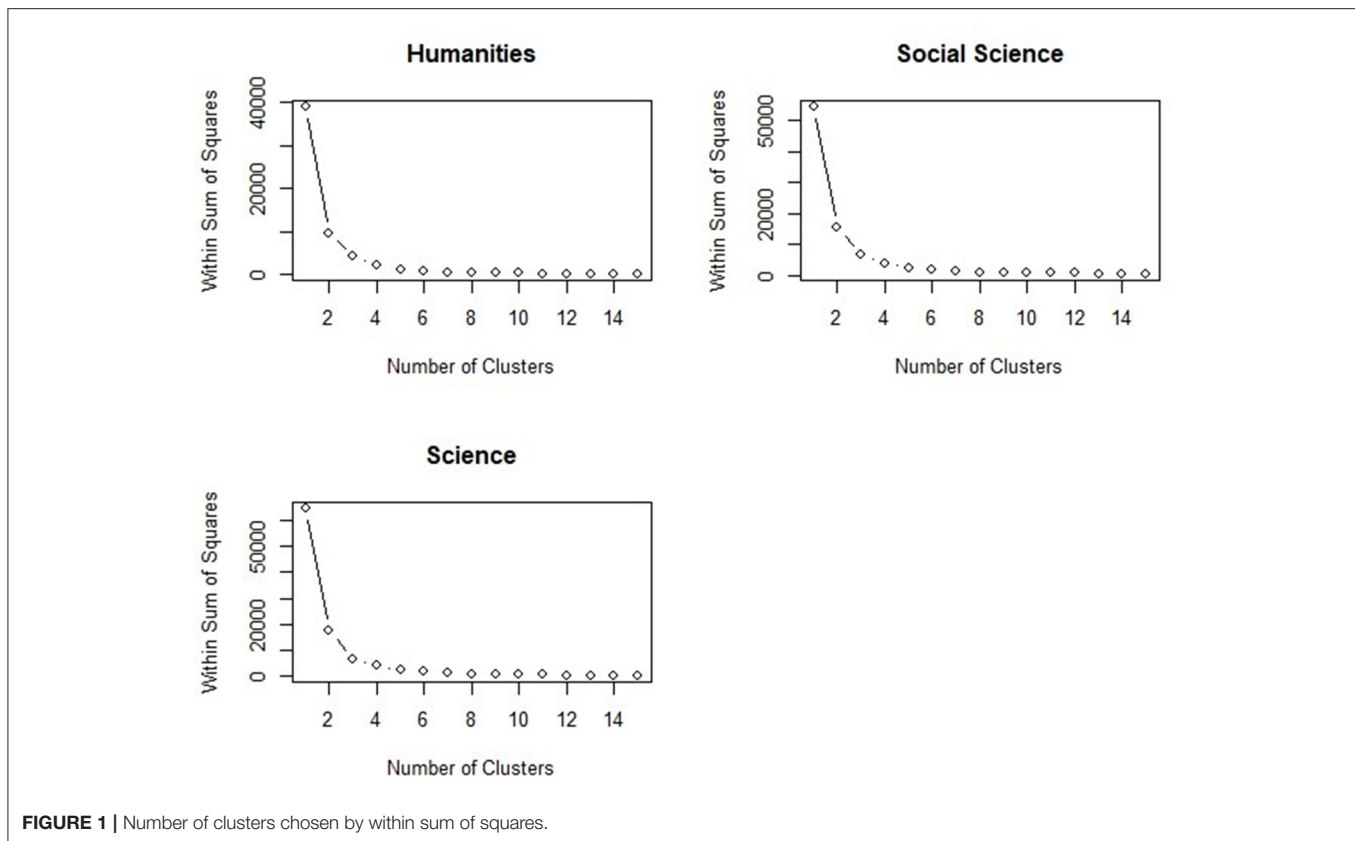 Humanities
Within Sum of Squares
40000
20000
0
2 4 6 8 10 12 14
Number of Clusters
Social Science
Within Sum of Squares
50000
20000
0
2 4 6 8 10 12 14
Number of Clusters
Science
Within Sum of Squares
50000
20000
0
2 4 6 8 10 12 14
Number of Clusters
FIGURE 1 | Number of clusters chosen by within sum of squares.